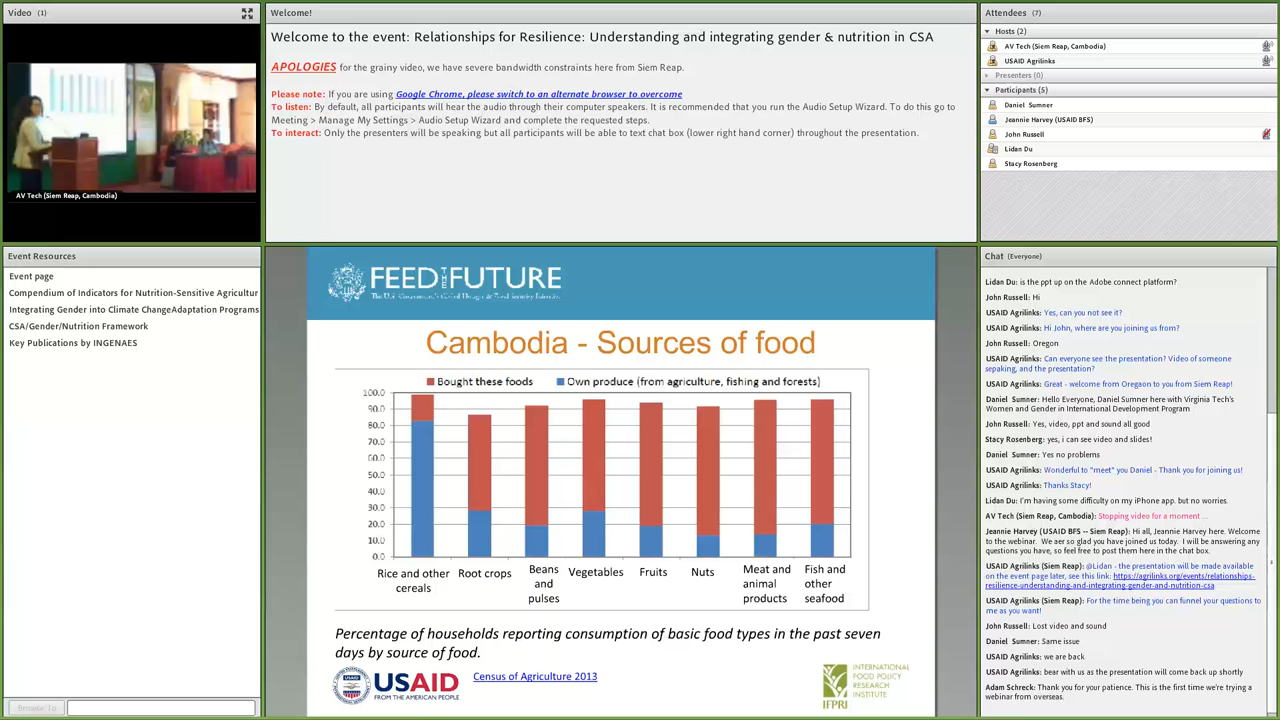 Video (1)
AV Tech (Siem Reap, Cambodia)
Welcome!
Welcome to the event: Relationships for Resilience: Understanding and integrating gender & nutrition in CSA
APOLOGIES for the grainy video, we have severe bandwidth constraints here from Siem Reap.
Please note: If you are using Google Chrome, please switch to an alternate browser to overcome
To listen: By default, all participants will hear the audio through their computer speakers. It is recommended that you run the Audio Setup Wizard. To do this go to
Meeting > Manage My Settings > Audio Setup Wizard and complete the requested steps.
To interact: Only the presenters will be speaking but all participants will be able to text chat box (lower right hand corner) throughout the presentation.
Attendees (7)
Hosts (2)
AV Tech (Siem Reap, Cambodia)
USAID Agrilinks
Presenters (0)
Participants (5)
Daniel Sumner
Jeannie Harvey (USAID BFS)
John Russell
Lidan Du
Stacy Rosenberg
Event Resources
Event page
Compendium of Indicators for Nutrition-Sensitive Agricultur
Integrating Gender into Climate ChangeAdaptation Programs
CSA/Gender/Nutrition Framework
Key Publications by INGENAES
Browse To
FEED THE FUTURE
The U.S. Government's Global Hunger & Food Security Initiative
Cambodia - Sources of food
Bought these foods Own produce (from agriculture, fishing and forests)
100.0
90.0
80.0
70.0
60.0
50.0
40.0
30.0
20.0
10.0
0.0
Rice and other cereals
Root crops
Beans and pulses
Vegetables
Fruits
Nuts
Meat and animal products
Fish and other seafood
Percentage of households reporting consumption of basic food types in the past seven
days by source of food.
USAID
FROM THE AMERICAN PEOPLE
Census of Agriculture 2013
IFPRI
INTERNATIONAL
FOOD POLICY
RESEARCH
INSTITUTE
Chat (Everyone)
Lidan Du: is the ppt up on the Adobe connect platform?
John Russell: Hi
USAID Agrilinks: Yes, can you not see it?
USAID Agrilinks: Hi John, where are you joining us from?
John Russell: Oregon
USAID Agrilinks: Can everyone see the presentation? Video of someone
sepaking, and the presentation?
USAID Agrilinks: Great - welcome from Oregaon to you from Siem Reap!
Daniel Sumner: Hello Everyone, Daniel Sumner here with Virginia Tech's
Women and Gender in International Development Program
John Russell: Yes, video, ppt and sound all good
Stacy Rosenberg: yes, i can see video and slides!
Daniel Sumner: Yes no problems
USAID Agrilinks: Wonderful to "meet" you Daniel - Thank you for joining us!
USAID Agrilinks: Thanks Stacy!
Lidan Du: I'm having some difficulty on my iPhone app. but no worries.
AV Tech (Siem Reap, Cambodia): Stopping video for a moment ...
Jeannie Harvey (USAID BFS -- Siem Reap): Hi all, Jeannie Harvey here. Welcome
to the webinar. We aer so glad you have joined us today. I will be answering any
questions you have, so feel free to post them here in the chat box.
USAID Agrilinks (Siem Reap): @Lidan - the presentation will be made available
on the event page later, see this link: https://agrilinks.org/events/relationships-
resilience-understanding-and-integrating-gender-and-nutrition-csa
USAID Agrilinks (Siem Reap): For the time being you can funnel your questions to
me as you want!
John Russell: Lost video and sound
Daniel Sumner: Same issue
USAID Agrilinks: we are back
USAID Agrilinks: bear with us as the presentation will come back up shortly
Adam Schreck: Thank you for your patience. This is the first time we're trying a
webinar from overseas.